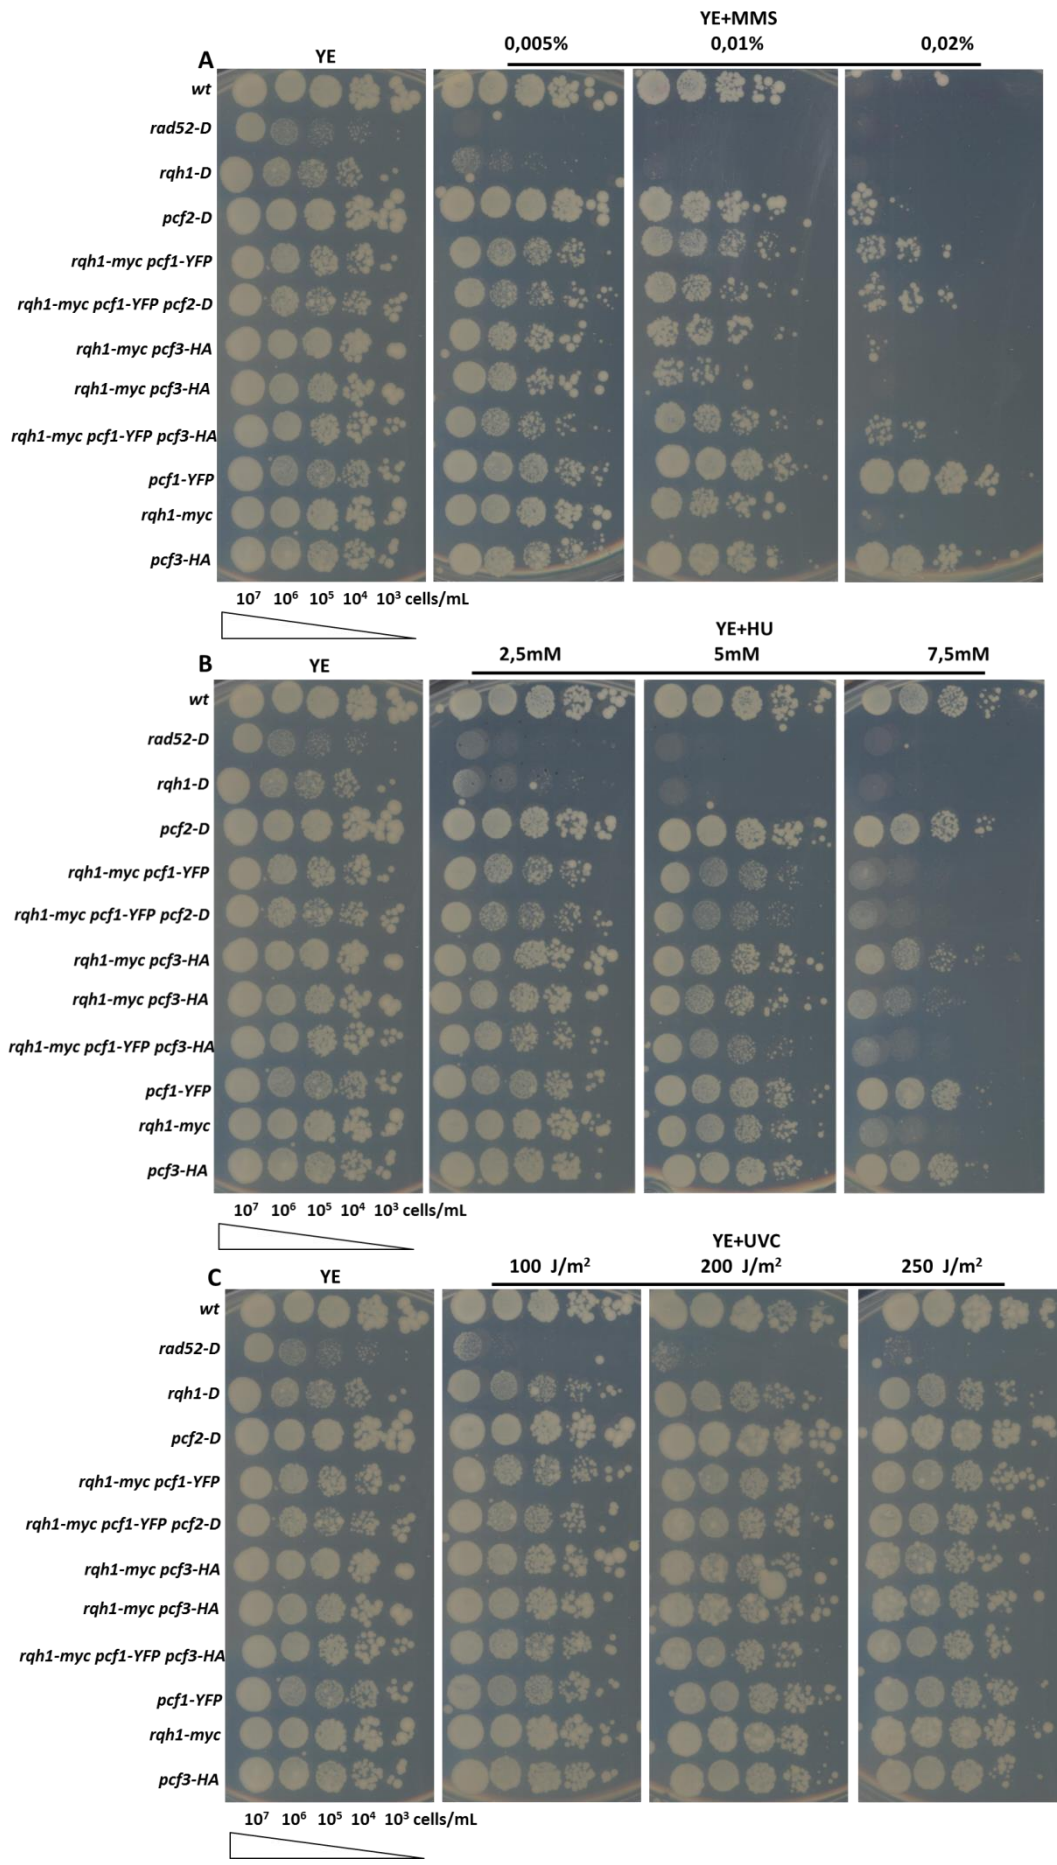 YE+MMS
A YE 0,005% 0,01% 0,02%
wt
rad52-D
rqh1-D
pcf2-D
rqh1-myc pcf1-YFP
rqh1-myc pcf1-YFP pcf2-D
rqh1-myc pcf3-HA
rqh1-myc pcf3-HA
rqh1-myc pcf1-YFP pcf3-HA
pcf1-YFP
rqh1-myc
pcf3-HA
10⁷ 10⁶ 10⁵ 10⁴ 10³ cells/mL
YE+HU
B YE 2,5mM 5mM 7,5mM
wt
rad52-D
rqh1-D
pcf2-D
rqh1-myc pcf1-YFP
rqh1-myc pcf1-YFP pcf2-D
rqh1-myc pcf3-HA
rqh1-myc pcf3-HA
rqh1-myc pcf1-YFP pcf3-HA
pcf1-YFP
rqh1-myc
pcf3-HA
10⁷ 10⁶ 10⁵ 10⁴ 10³ cells/mL
YE+UVC
C YE 100 J/m² 200 J/m² 250 J/m²
wt
rad52-D
rqh1-D
pcf2-D
rqh1-myc pcf1-YFP
rqh1-myc pcf1-YFP pcf2-D
rqh1-myc pcf3-HA
rqh1-myc pcf3-HA
rqh1-myc pcf1-YFP pcf3-HA
pcf1-YFP
rqh1-myc
pcf3-HA
10⁷ 10⁶ 10⁵ 10⁴ 10³ cells/mL